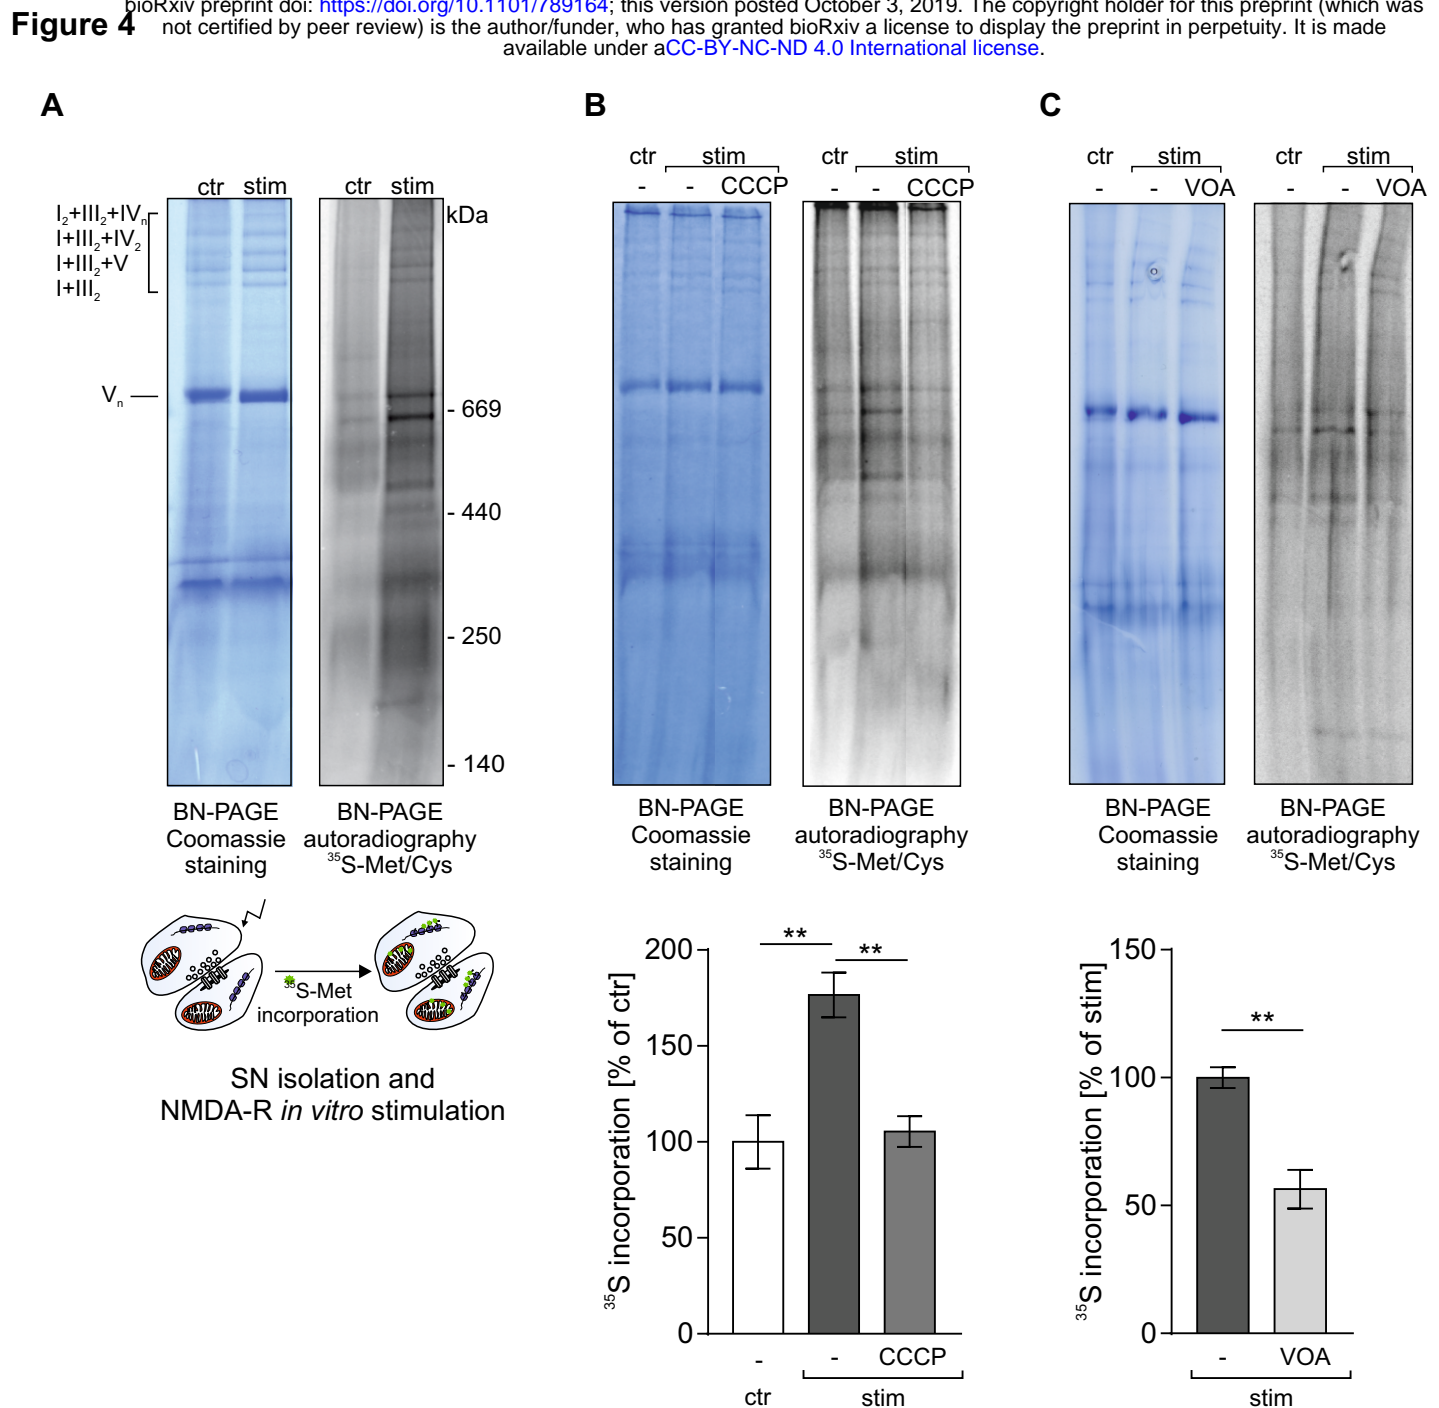 bioRxiv preprint doi: https://doi.org/10.1101/789164; this version posted October 3, 2019. The copyright holder for this preprint (which was
Figure 4 not certified by peer review) is the author/funder, who has granted bioRxiv a license to display the preprint in perpetuity. It is made
available under aCC-BY-NC-ND 4.0 International license.
A
ctr stim ctr stim
I2+III2+IVn
I+III2+IV2
I+III2+V
I+III2
Vn
kDa
- 669
- 440
- 250
- 140
BN-PAGE
Coomassie
staining
BN-PAGE
autoradiography
35S-Met/Cys
35S-Met
incorporation
SN isolation and
NMDA-R in vitro stimulation
B
ctr stim ctr stim
- - CCCP - - CCCP
BN-PAGE
Coomassie
staining
BN-PAGE
autoradiography
35S-Met/Cys
35S incorporation [% of ctr]
200
150
100
50
0
** **
- - CCCP
ctr stim
C
ctr stim ctr stim
- - VOA - - VOA
BN-PAGE
Coomassie
staining
BN-PAGE
autoradiography
35S-Met/Cys
35S incorporation [% of stim]
150
100
50
0
**
- VOA
stim